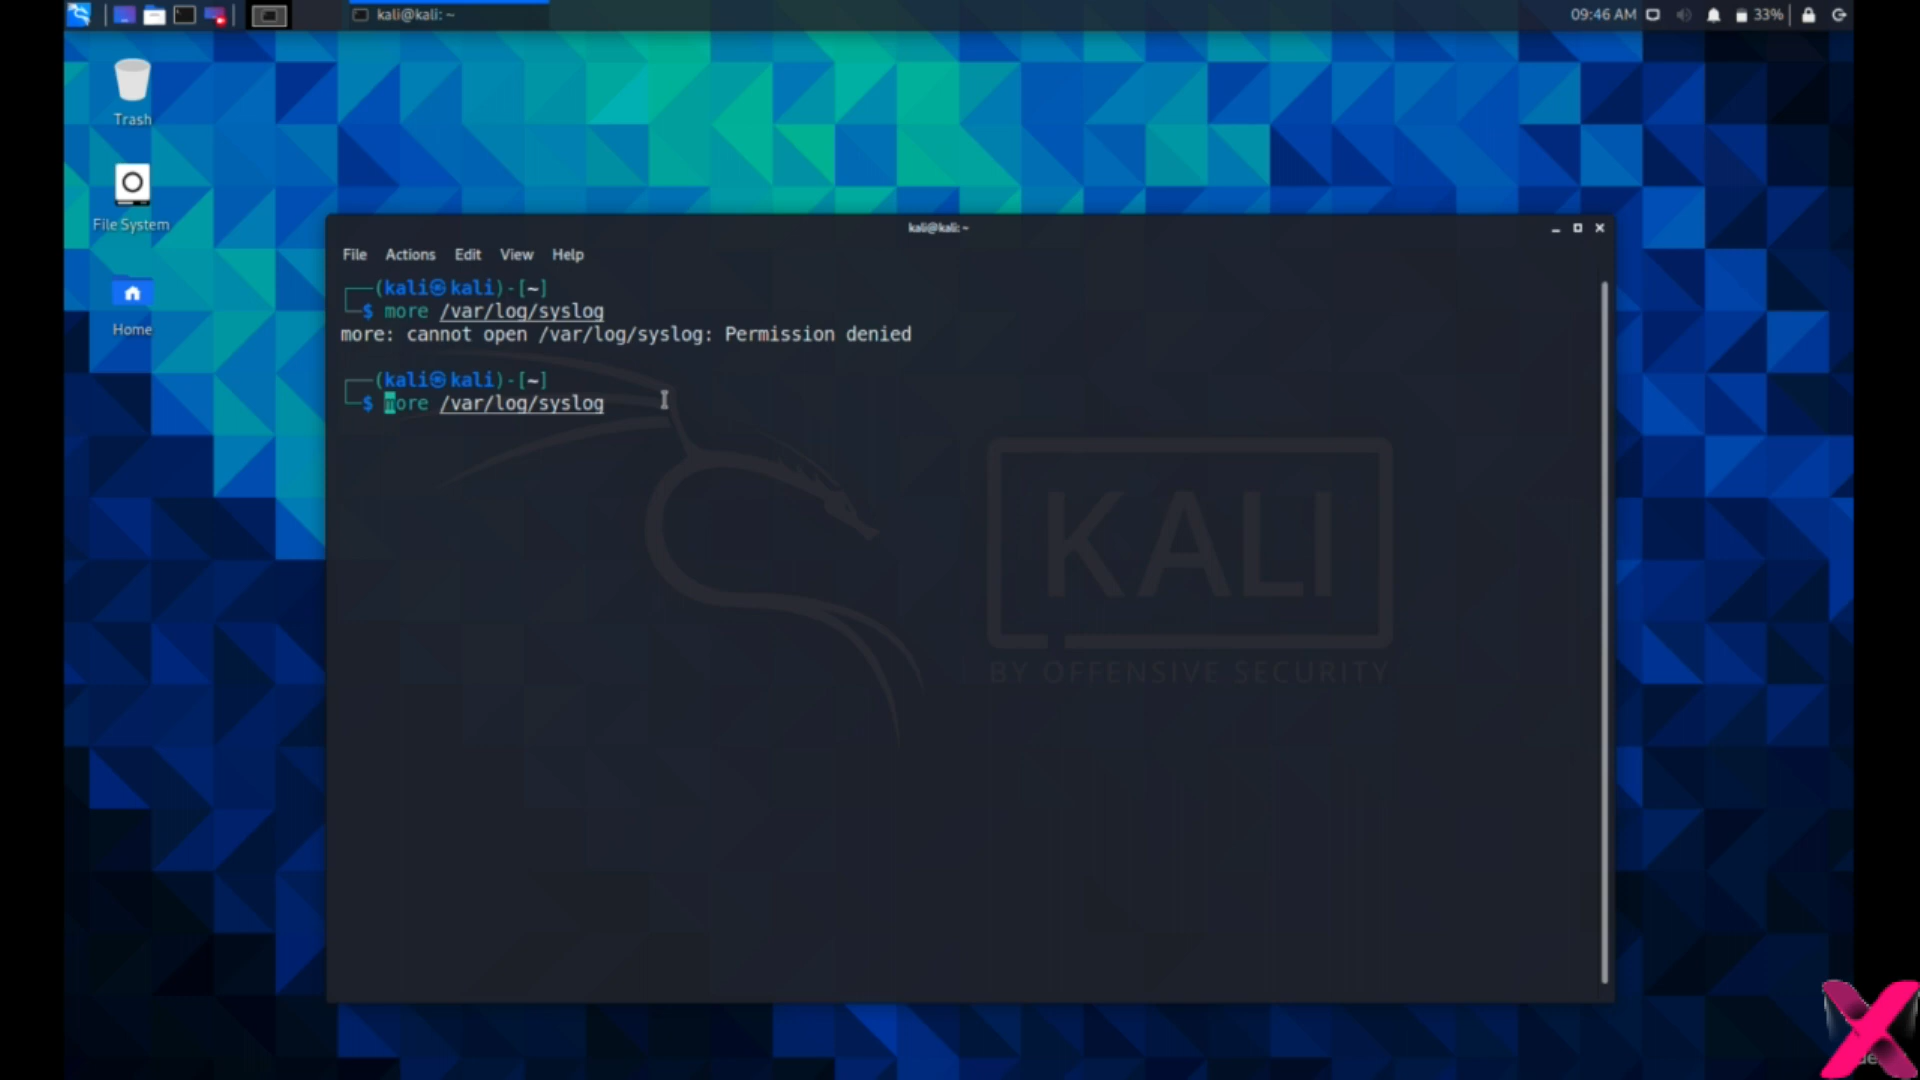 kali@kali: ~
09:46 AM
33%
Trash
File System
Home
kali@kali: ~
File Actions Edit View Help
(kali㉿kali)-[~]
$ more /var/log/syslog
more: cannot open /var/log/syslog: Permission denied
(kali㉿kali)-[~]
$ more /var/log/syslog
KALI
BY OFFENSIVE SECURITY
X